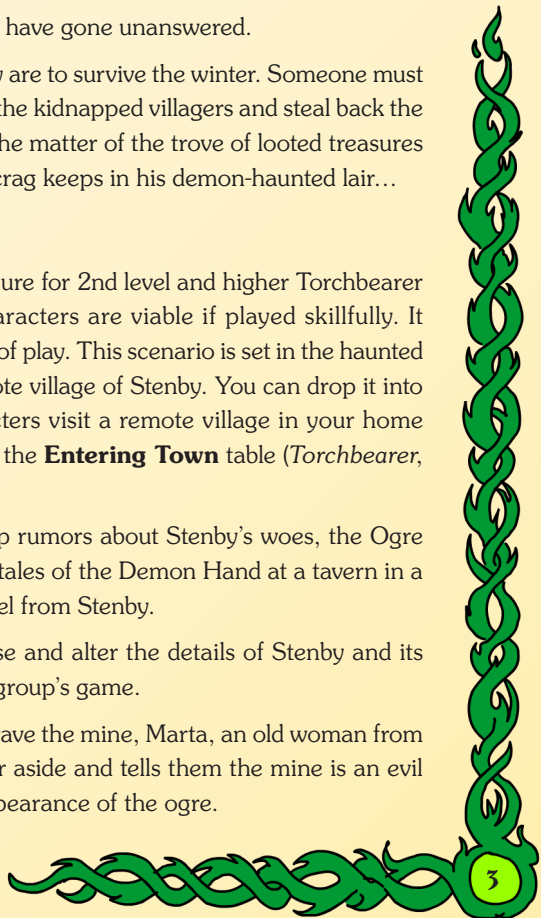 have gone unanswered.
are to survive the winter. Someone must
the kidnapped villagers and steal back the
he matter of the trove of looted treasures
crag keeps in his demon-haunted lair…
ure for 2nd level and higher Torchbearer
aracters are viable if played skillfully. It
of play. This scenario is set in the haunted
ote village of Stenby. You can drop it into
cters visit a remote village in your home
the Entering Town table (Torchbearer,
p rumors about Stenby's woes, the Ogre
tales of the Demon Hand at a tavern in a
el from Stenby.
se and alter the details of Stenby and its
group's game.
rave the mine, Marta, an old woman from
r aside and tells them the mine is an evil
pearance of the ogre.
3